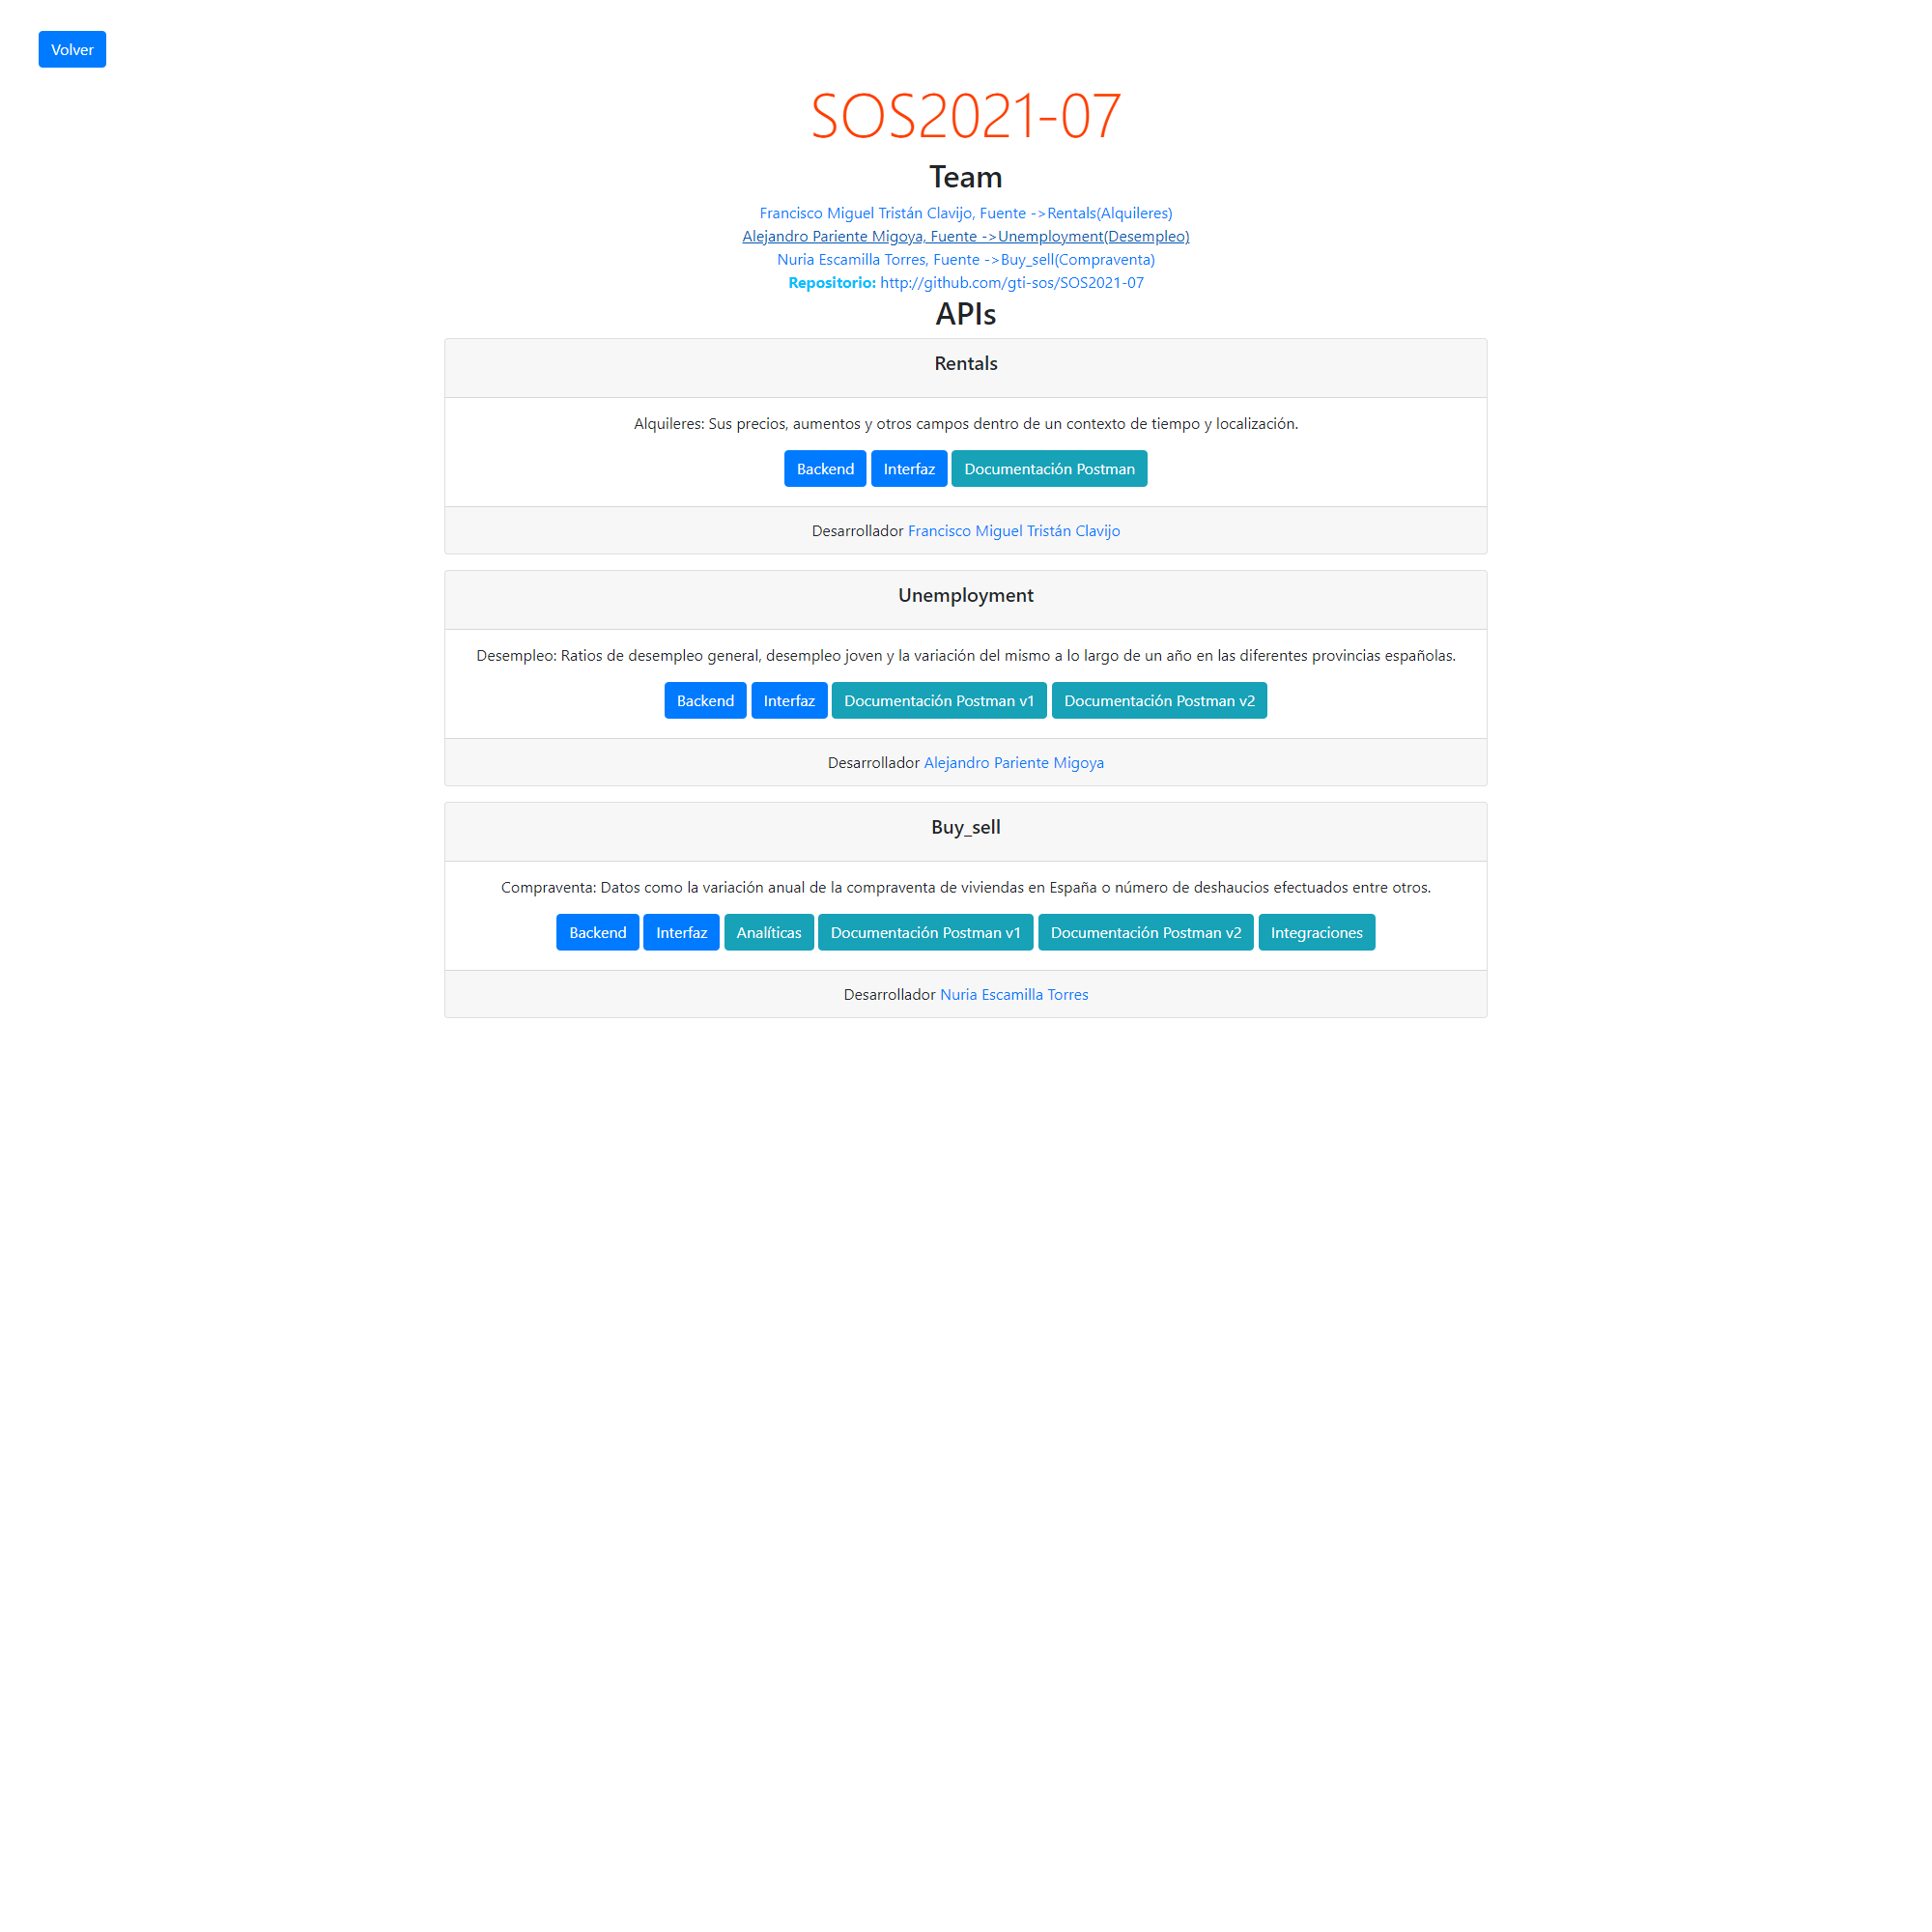 Volver
SOS2021-07
Team
Francisco Miguel Tristán Clavijo, Fuente ->Rentals(Alquileres)
Alejandro Pariente Migoya, Fuente ->Unemployment(Desempleo)
Nuria Escamilla Torres, Fuente ->Buy_sell(Compraventa)
Repositorio: http://github.com/gti-sos/SOS2021-07
APIs
Rentals
Alquileres: Sus precios, aumentos y otros campos dentro de un contexto de tiempo y localización.
Backend Interfaz Documentación Postman
Desarrollador Francisco Miguel Tristán Clavijo
Unemployment
Desempleo: Ratios de desempleo general, desempleo joven y la variación del mismo a lo largo de un año en las diferentes provincias españolas.
Backend Interfaz Documentación Postman v1 Documentación Postman v2
Desarrollador Alejandro Pariente Migoya
Buy_sell
Compraventa: Datos como la variación anual de la compraventa de viviendas en España o número de deshaucios efectuados entre otros.
Backend Interfaz Analíticas Documentación Postman v1 Documentación Postman v2 Integraciones
Desarrollador Nuria Escamilla Torres